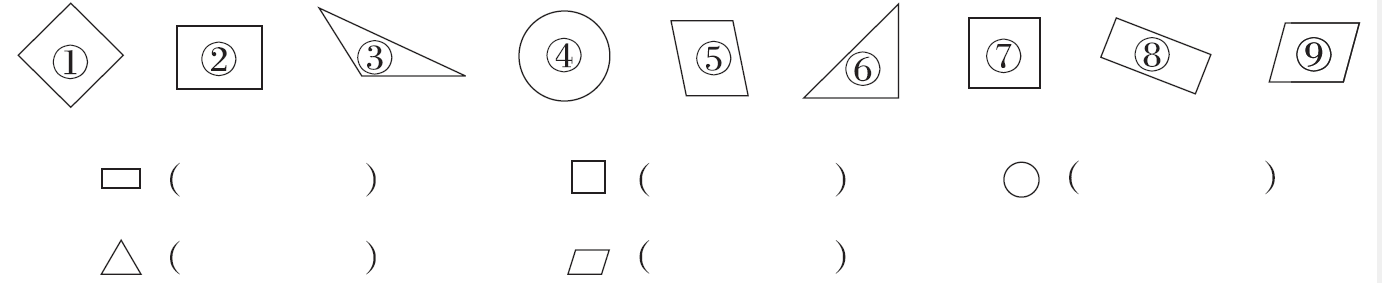 ① ② ③ ④ ⑤ ⑥ ⑦ ⑧ ⑨
( ) ( ) ( )
( ) ( )